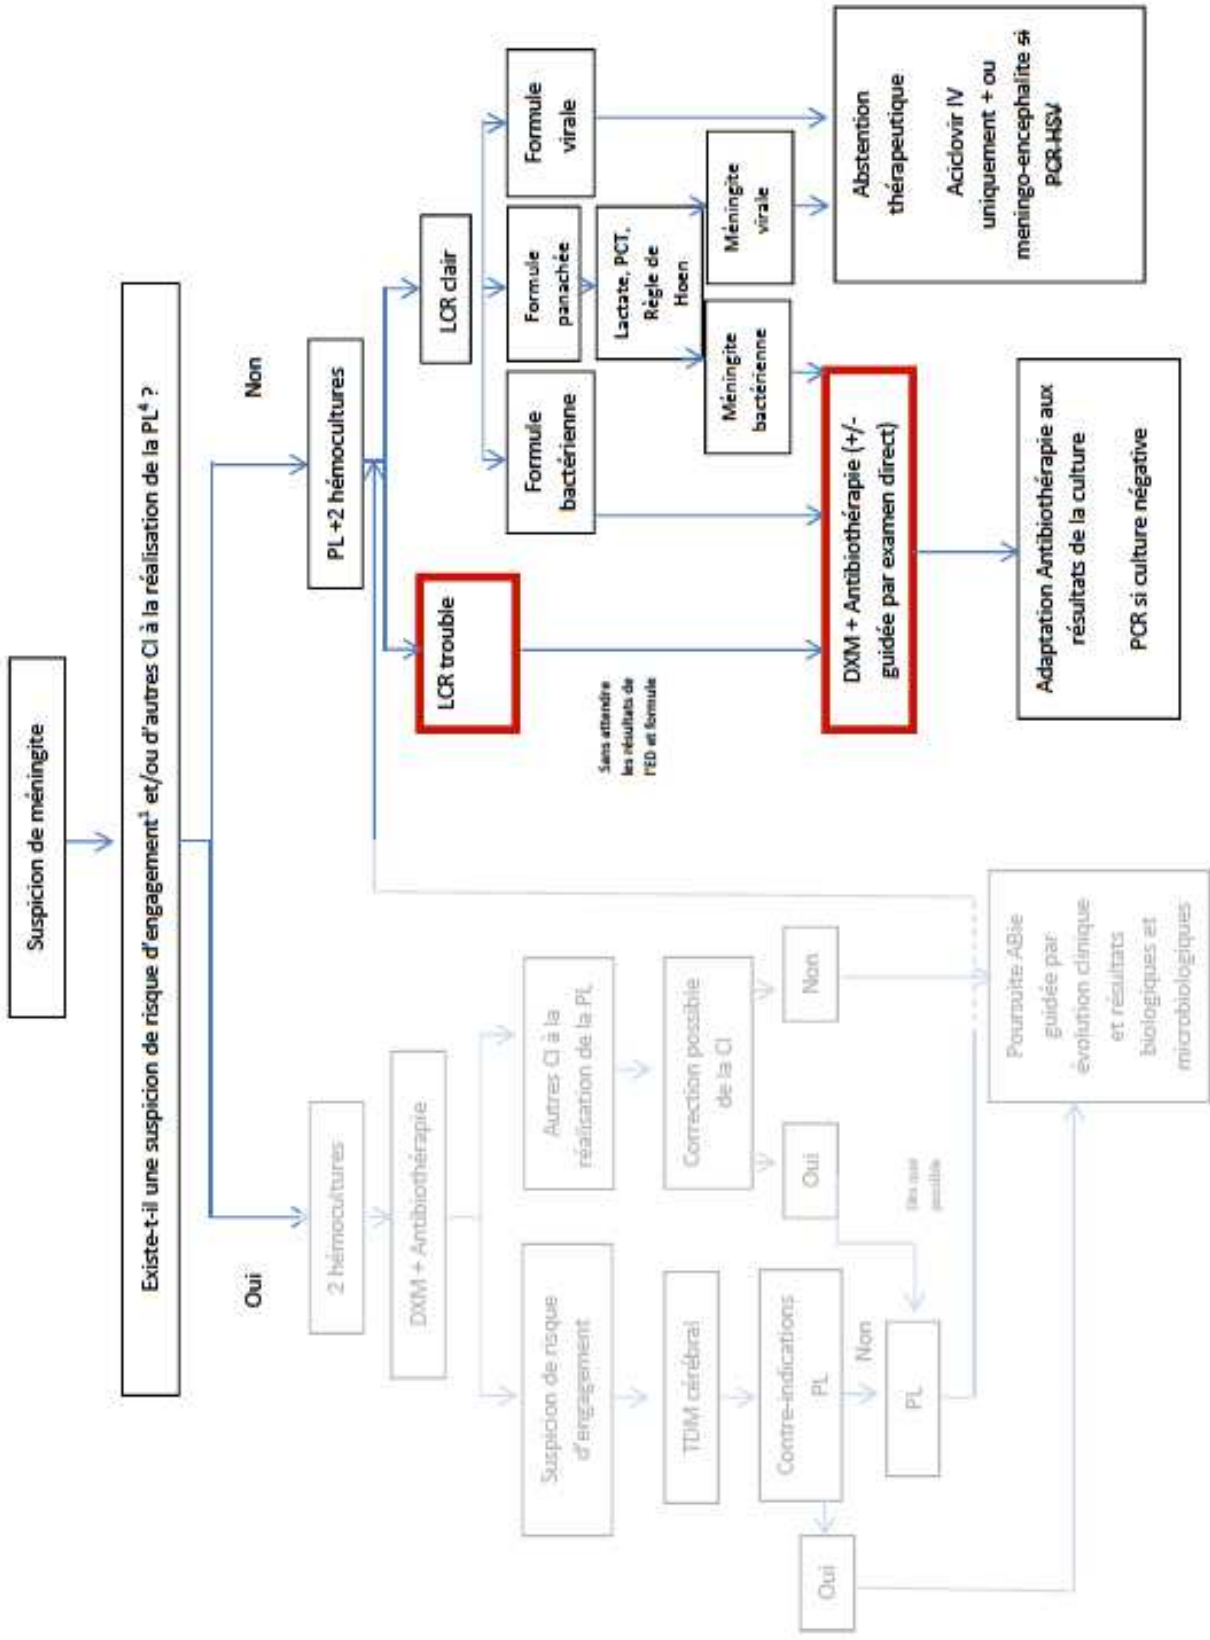 Suspicion de méningite
Existe-t-il une suspicion de risque d'engagement¹ et/ou d'autres CI à la réalisation de la PL⁴ ?
Oui
Non
2 hémocultures
DXM + Antibiothérapie
Suspicion de risque
d'engagement
Autres CI à la
réalisation de la PL
TDM cérébral
Correction possible
de la CI
Contre-indications
PL
Oui
Non
Oui
Non
PL
Dès que
possible
Poursuite ABie
guidée par
évolution clinique
et résultats
biologiques et
microbiologiques
PL +2 hémocultures
LCR trouble
LCR clair
Sans attendre
les résultats de
l'ED et formule
Formule
bactérienne
Formule
panachée
Formule
virale
Lactate, PCT,
Règle de
Hoen
Méningite
bactérienne
Méningite
virale
DXM + Antibiothérapie (+/-
guidée par examen direct)
Adaptation Antibiothérapie aux
résultats de la culture
PCR si culture négative
Abstention
thérapeutique
Aciclovir IV
uniquement + ou
meningo-encephalite si
PCR HSV